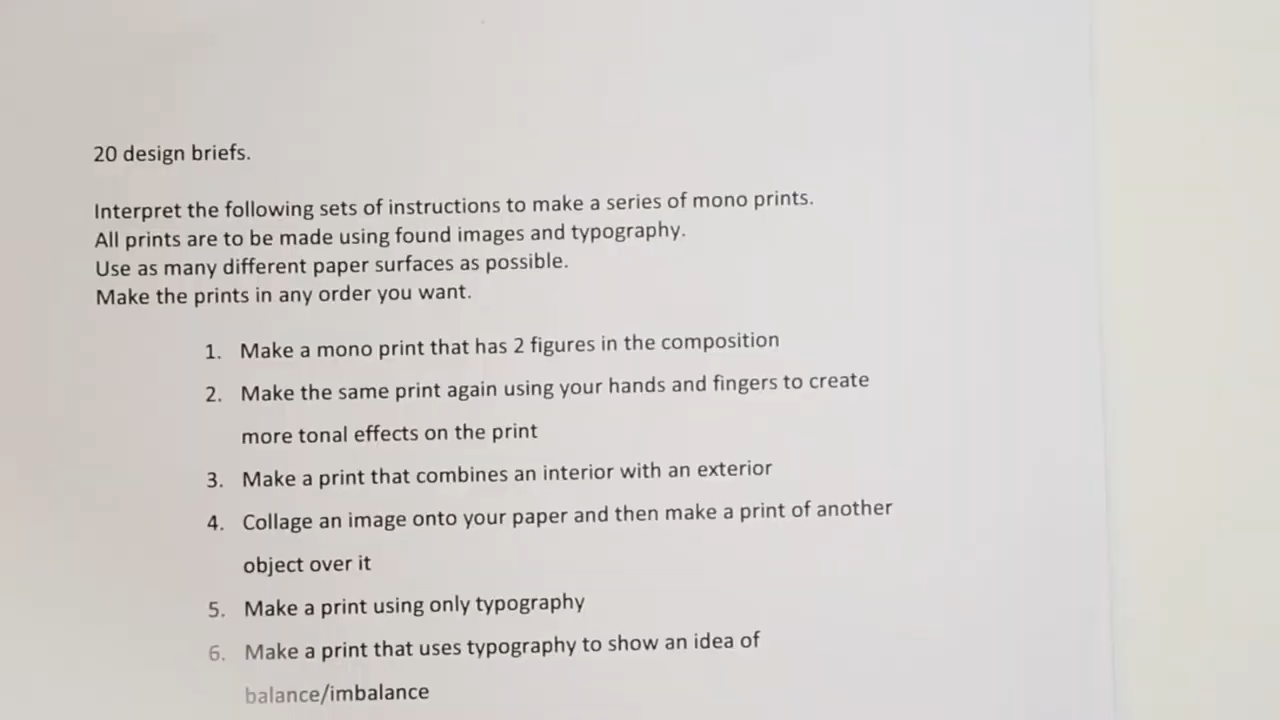 20 design briefs.
Interpret the following sets of instructions to make a series of mono prints.
All prints are to be made using found images and typography.
Use as many different paper surfaces as possible.
Make the prints in any order you want.
1. Make a mono print that has 2 figures in the composition
2. Make the same print again using your hands and fingers to create
more tonal effects on the print
3. Make a print that combines an interior with an exterior
4. Collage an image onto your paper and then make a print of another
object over it
5. Make a print using only typography
6. Make a print that uses typography to show an idea of
balance/imbalance